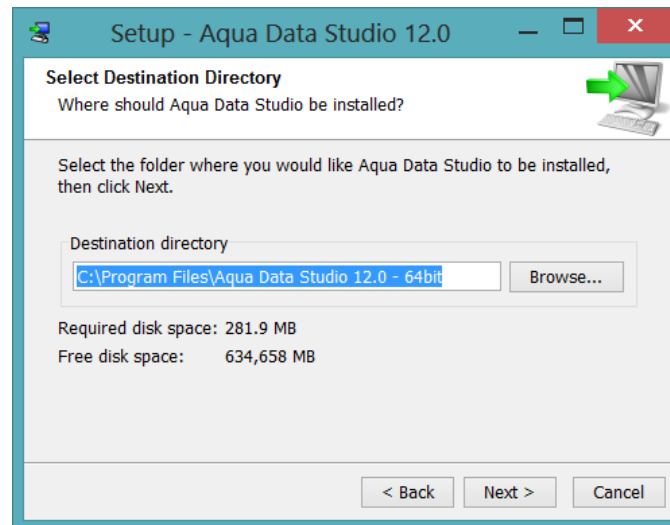 Setup - Aqua Data Studio 12.0
Select Destination Directory
Where should Aqua Data Studio be installed?
Select the folder where you would like Aqua Data Studio to be installed,
then click Next.
Destination directory
C:\Program Files\Aqua Data Studio 12.0 - 64bit Browse...
Required disk space: 281.9 MB
Free disk space: 634,658 MB
< Back Next > Cancel